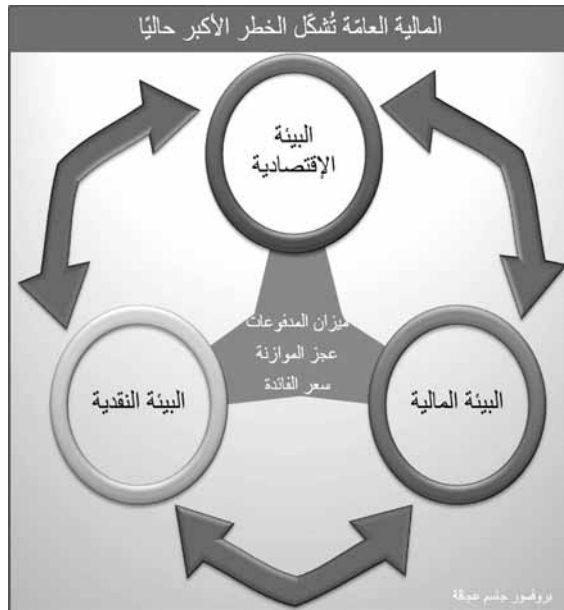 المالية العامّة تُشكّل الخطر الأكبر حاليًا
البيئة
الإقتصادية
ميزان المدفوعات
عجز الموازنة
سعر الفائدة
البيئة النقدية
البيئة المالية
بروفسور جاسم عجاقة